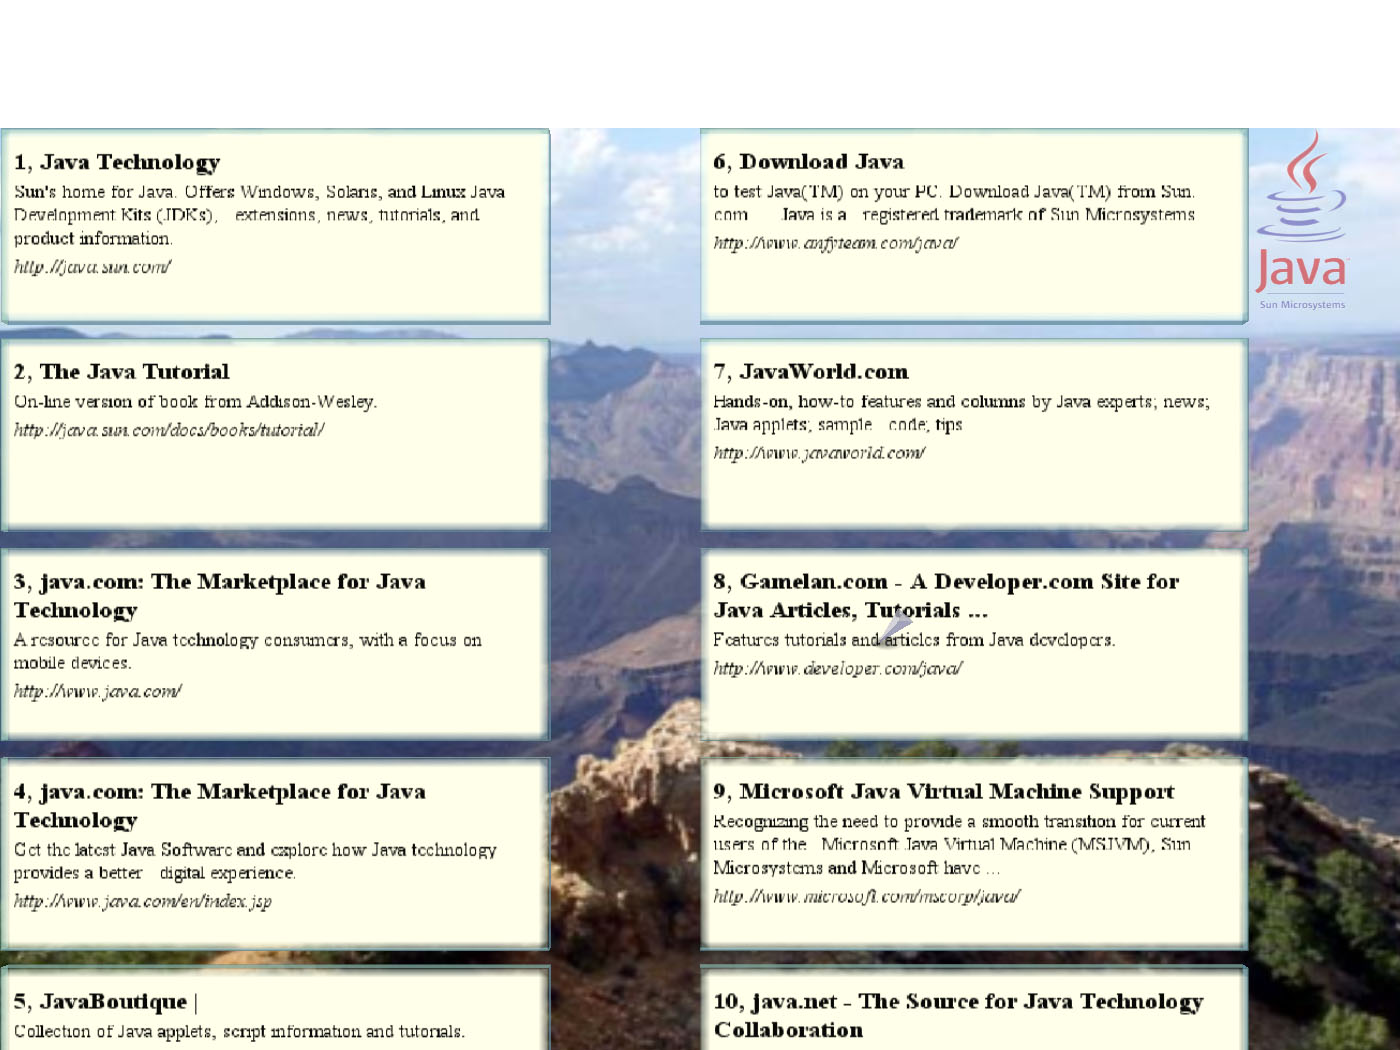 1, Java Technology
Sun's home for Java. Offers Windows, Solaris, and Linux Java
Development Kits (JDKs), extensions, news, tutorials, and
product information.
http://java.sun.com/
2, The Java Tutorial
On-line version of book from Addison-Wesley.
http://java.sun.com/docs/books/tutorial/
3, java.com: The Marketplace for Java
Technology
A resource for Java technology consumers, with a focus on
mobile devices.
http://www.java.com/
4, java.com: The Marketplace for Java
Technology
Get the latest Java Software and explore how Java technology
provides a better digital experience.
http://www.java.com/en/index.jsp
5, JavaBoutique |
Collection of Java applets, script information and tutorials.
6, Download Java
to test Java(TM) on your PC. Download Java(TM) from Sun.
com Java is a registered trademark of Sun Microsystems
http://www.anfyteam.com/java/
7, JavaWorld.com
Hands-on, how-to features and columns by Java experts; news;
Java applets; sample code; tips
http://www.javaworld.com/
8, Gamelan.com - A Developer.com Site for
Java Articles, Tutorials ...
Features tutorials and articles from Java developers.
http://www.developer.com/java/
9, Microsoft Java Virtual Machine Support
Recognizing the need to provide a smooth transition for current
users of the Microsoft Java Virtual Machine (MSJVM), Sun
Microsystems and Microsoft have ...
http://www.microsoft.com/mscorp/java/
10, java.net - The Source for Java Technology
Collaboration
Java
Sun Microsystems